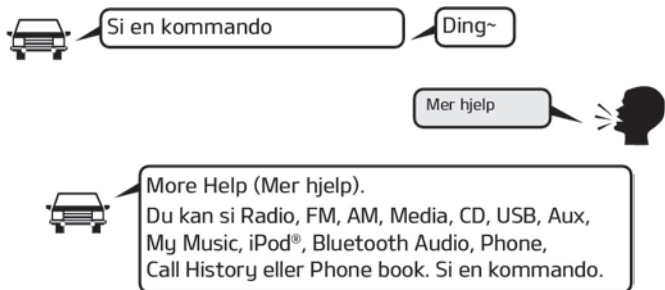 Si en kommando
Ding~
Mer hjelp
More Help (Mer hjelp).
Du kan si Radio, FM, AM, Media, CD, USB, Aux,
My Music, iPod®, Bluetooth Audio, Phone,
Call History eller Phone book. Si en kommando.